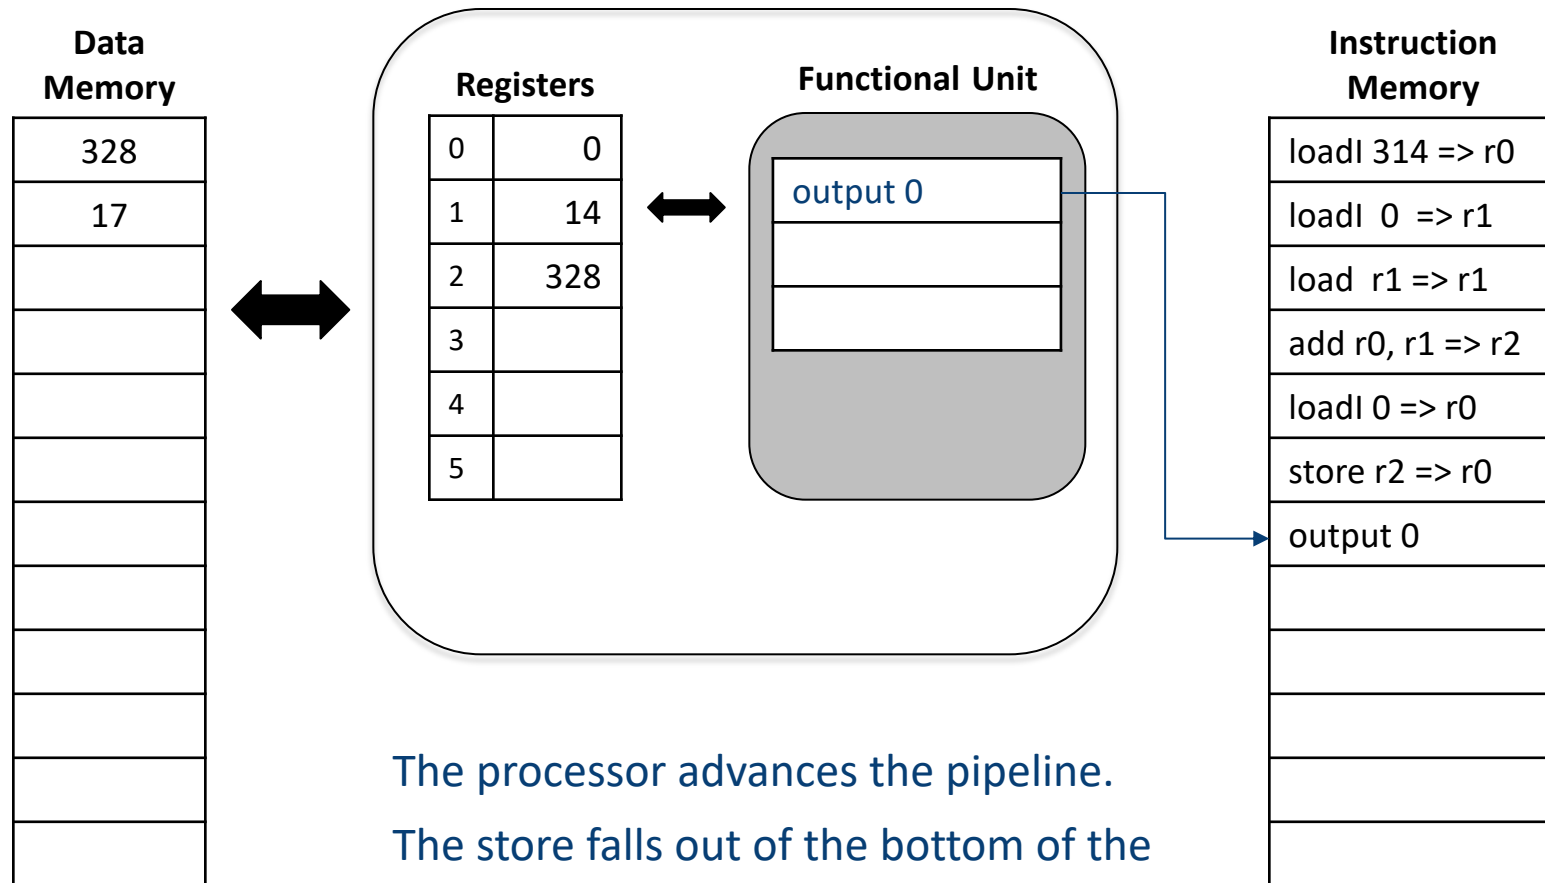 Data
Memory
328
17
Registers
0 0
1 14
2 328
3
4
5
Functional Unit
output 0
Instruction
Memory
loadI 314 => r0
loadI 0 => r1
load r1 => r1
add r0, r1 => r2
loadI 0 => r0
store r2 => r0
output 0
The processor advances the pipeline.
The store falls out of the bottom of the